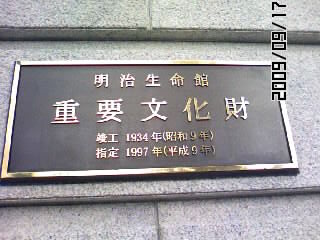 明治生命館
重要文化財
竣工 1934年(昭和9年)
指定 1997年(平成9年)
2009/09/17